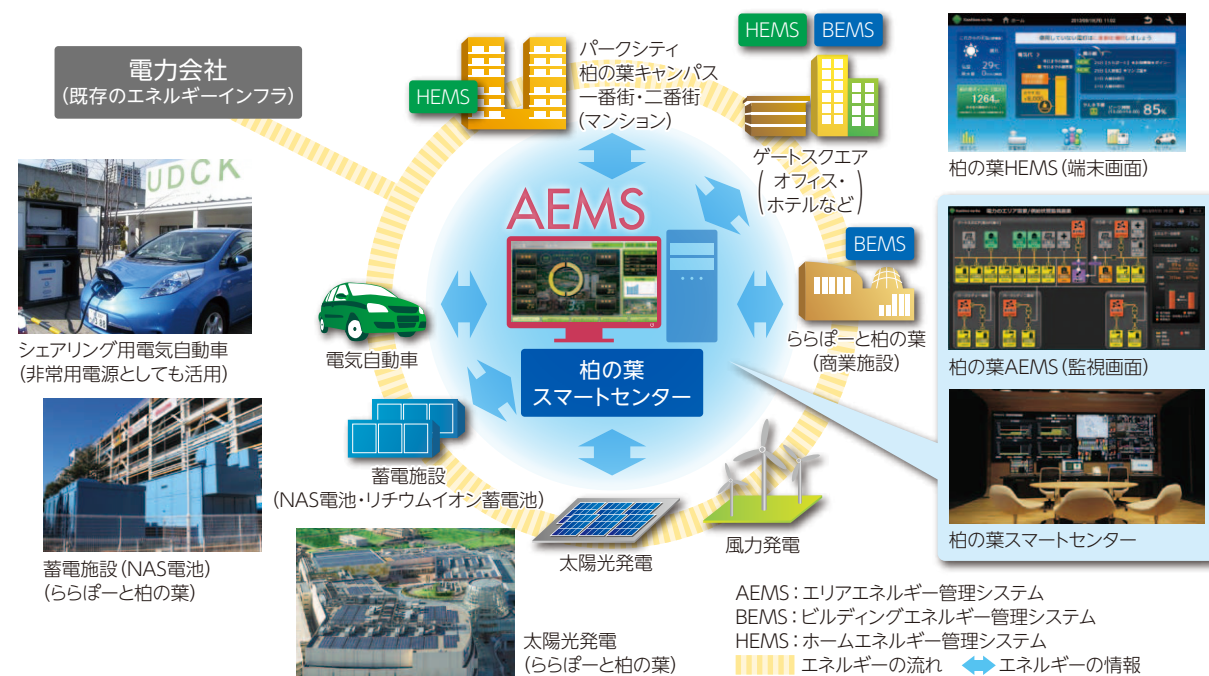 電力会社
(既存のエネルギーインフラ)
HEMS
パークシティ
柏の葉キャンパス
一番街・二番街
(マンション)
HEMS
BEMS
ゲートスクエア
オフィス・
ホテルなど
BEMS
ららぽーと柏の葉
(商業施設)
AEMS
柏の葉
スマートセンター
電気自動車
蓄電施設
(NAS電池・リチウムイオン蓄電池)
太陽光発電
風力発電
UDCK
シェアリング用電気自動車
(非常用電源としても活用)
蓄電施設(NAS電池)
(ららぽーと柏の葉)
太陽光発電
(ららぽーと柏の葉)
29℃
1264
85%
柏の葉HEMS(端末画面)
柏の葉AEMS(監視画面)
柏の葉スマートセンター
AEMS:エリアエネルギー管理システム
BEMS:ビルディングエネルギー管理システム
HEMS:ホームエネルギー管理システム
エネルギーの流れ
エネルギーの情報